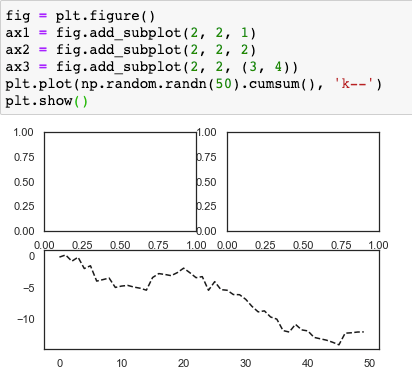 fig = plt.figure()
ax1 = fig.add_subplot(2, 2, 1)
ax2 = fig.add_subplot(2, 2, 2)
ax3 = fig.add_subplot(2, 2, (3, 4))
plt.plot(np.random.randn(50).cumsum(), 'k--')
plt.show()
1.00 1.00
0.75 0.75
0.50 0.50
0.25 0.25
0.00 0.00
0.00 0.25 0.50 0.75 1.00 0.00 0.25 0.50 0.75 1.00
0
−5
−10
0 10 20 30 40 50